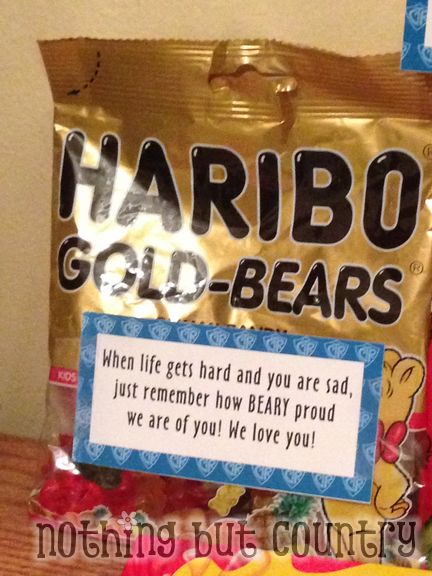 HARIBO
GOLD-BEARS
KIDS
When life gets hard and you are sad,
just remember how BEARY proud
we are of you! We love you!
nothing but country